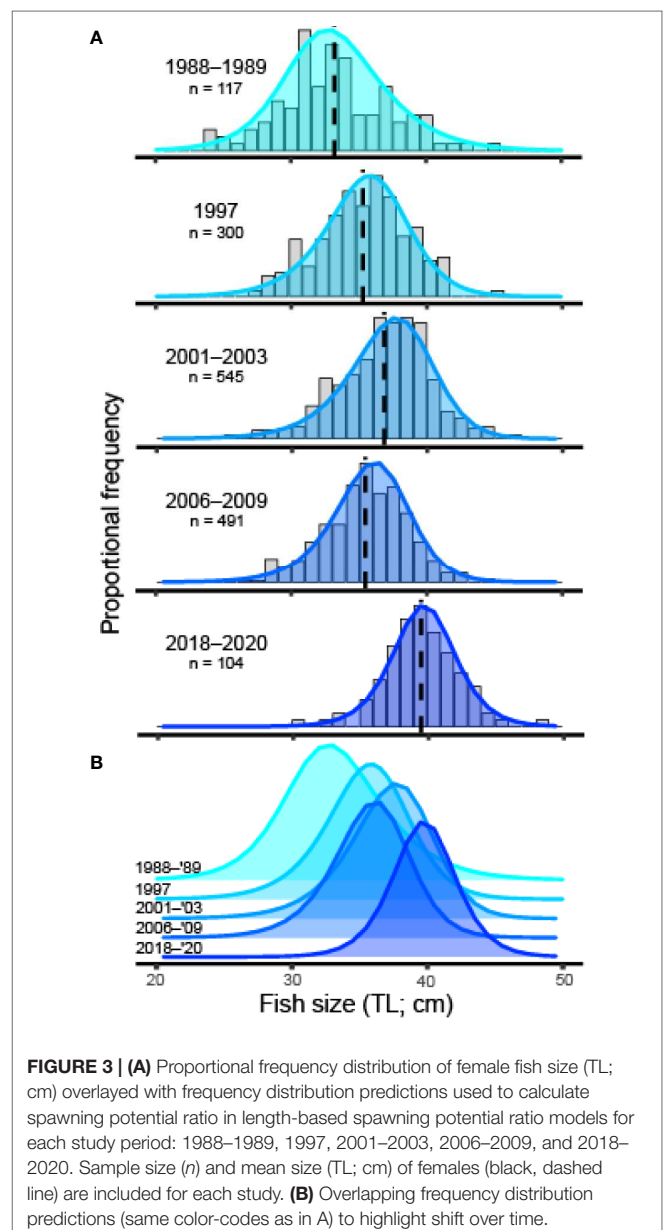 A
1988–1989
n = 117
1997
n = 300
2001–2003
n = 545
2006–2009
n = 491
2018–2020
n = 104
Proportional frequency
B
1988–'89
1997
2001–'03
2006–'09
2018–'20
20 30 40 50
Fish size (TL; cm)
FIGURE 3 | (A) Proportional frequency distribution of female fish size (TL;
cm) overlayed with frequency distribution predictions used to calculate
spawning potential ratio in length-based spawning potential ratio models for
each study period: 1988–1989, 1997, 2001–2003, 2006–2009, and 2018–
2020. Sample size (n) and mean size (TL; cm) of females (black, dashed
line) are included for each study. (B) Overlapping frequency distribution
predictions (same color-codes as in A) to highlight shift over time.